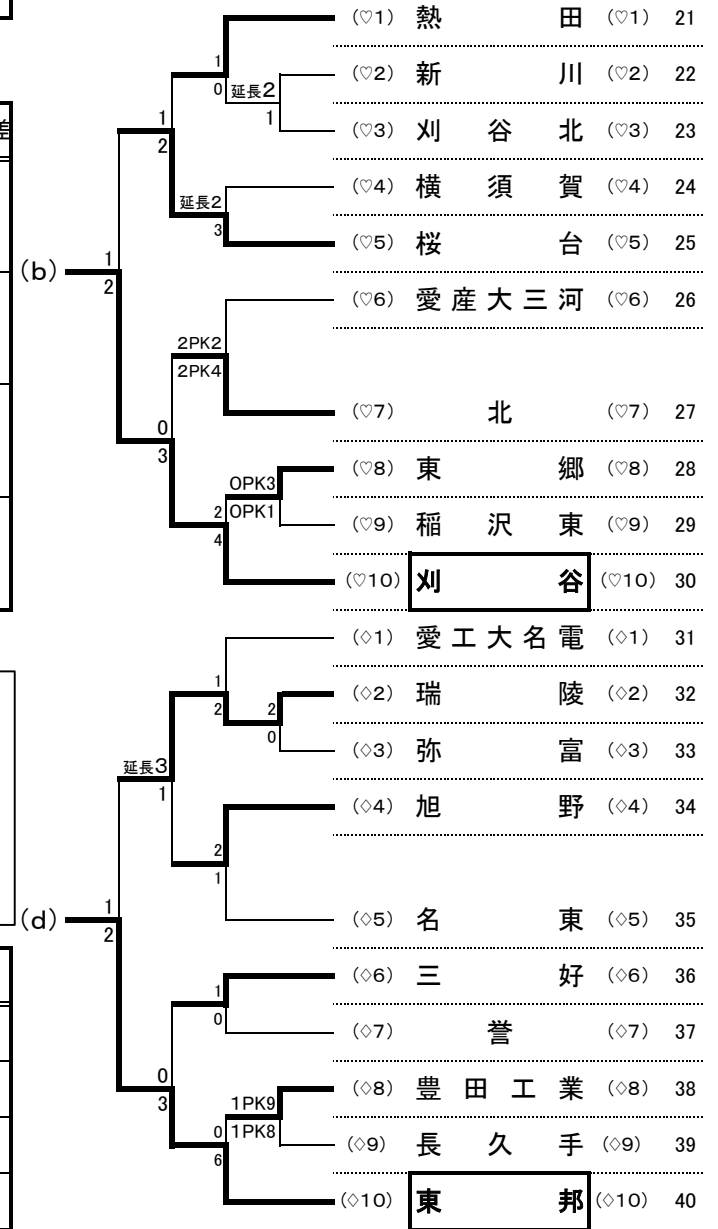 (♡1) 熱田 (♡1) 21
1
0 延長2 (♡2) 新川 (♡2) 22
差 1
2 1 (♡3) 刈谷北 (♡3) 23
延長2 (♡4) 横須賀 (♡4) 24
3 (♡5) 桜台 (♡5) 25
(b) 1
2 (♡6) 愛産大三河 (♡6) 26
2PK2
2PK4
(♡7) 北 (♡7) 27
0
3 (♡8) 東郷 (♡8) 28
0PK3
0PK1
2
4 (♡9) 稲沢東 (♡9) 29
(♡10) 刈谷 (♡10) 30
(♢1) 愛工大名電 (♢1) 31
1
2 2
0 (♢2) 瑞陵 (♢2) 32
(♢3) 弥富 (♢3) 33
延長3
1 (♢4) 旭野 (♢4) 34
2
1
(d) 1
2 (♢5) 名東 (♢5) 35
(♢6) 三好 (♢6) 36
1
0 (♢7) 誉 (♢7) 37
0
3 (♢8) 豊田工業 (♢8) 38
1PK9
1PK8
0
6 (♢9) 長久手 (♢9) 39
(♢10) 東邦 (♢10) 40